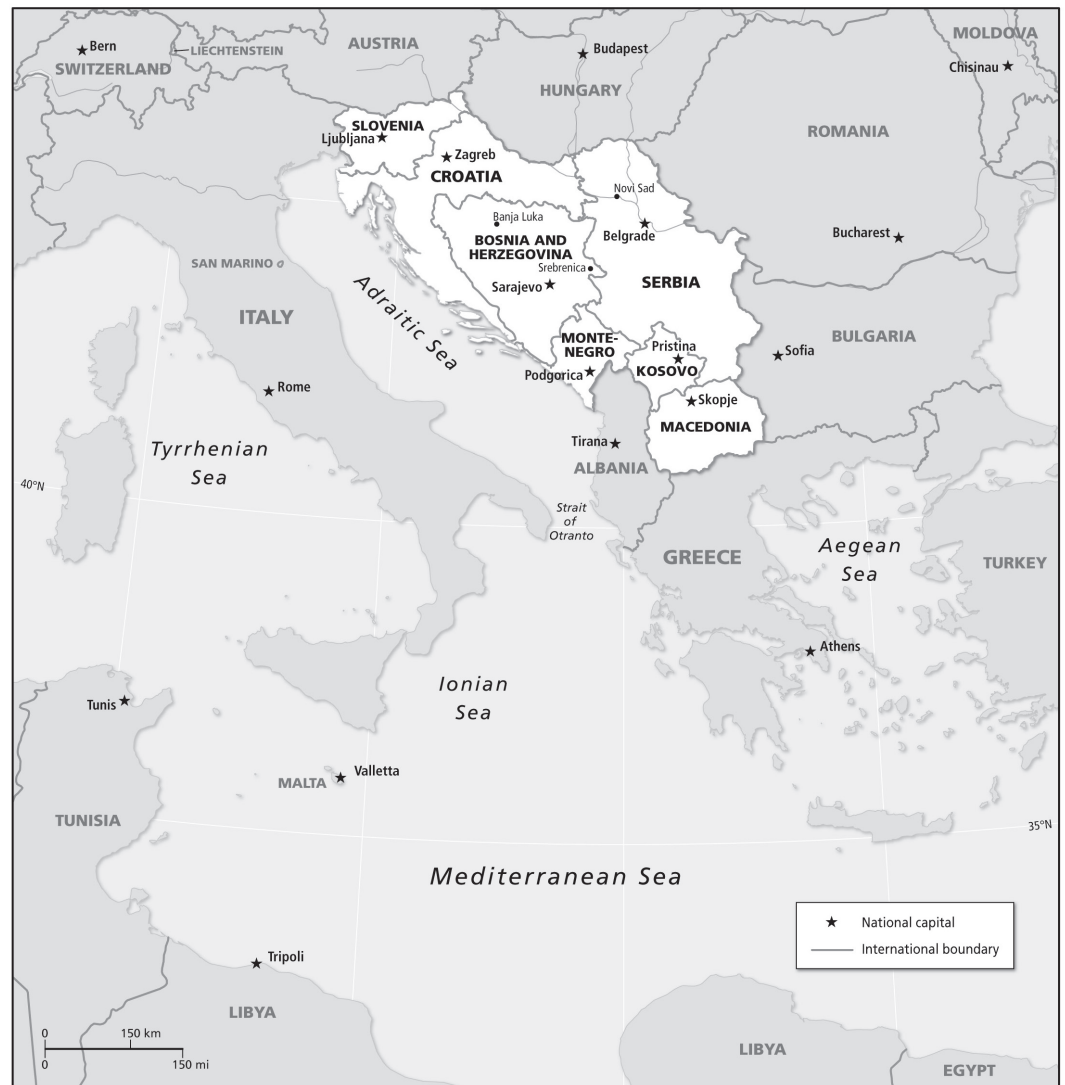 Bern
LIECHTENSTEIN
SWITZERLAND
AUSTRIA
Budapest
HUNGARY
MOLDOVA
Chisinau
ROMANIA
SLOVENIA
Ljubljana
Zagreb
CROATIA
Novi Sad
Banja Luka
Belgrade
BOSNIA AND
HERZEGOVINA
Srebrenica
Sarajevo
SERBIA
Bucharest
SAN MARINO
ITALY
Adraitic Sea
MONTE-
NEGRO
Podgorica
Pristina
KOSOVO
Sofia
BULGARIA
Rome
Skopje
MACEDONIA
Tyrrhenian
Sea
Tirana
ALBANIA
40°N
Strait
of
Otranto
GREECE
Aegean
Sea
TURKEY
Athens
Ionian
Sea
Tunis
Valletta
MALTA
TUNISIA
35°N
Mediterranean Sea
National capital
International boundary
Tripoli
LIBYA
LIBYA
EGYPT
0
150 km
0
150 mi